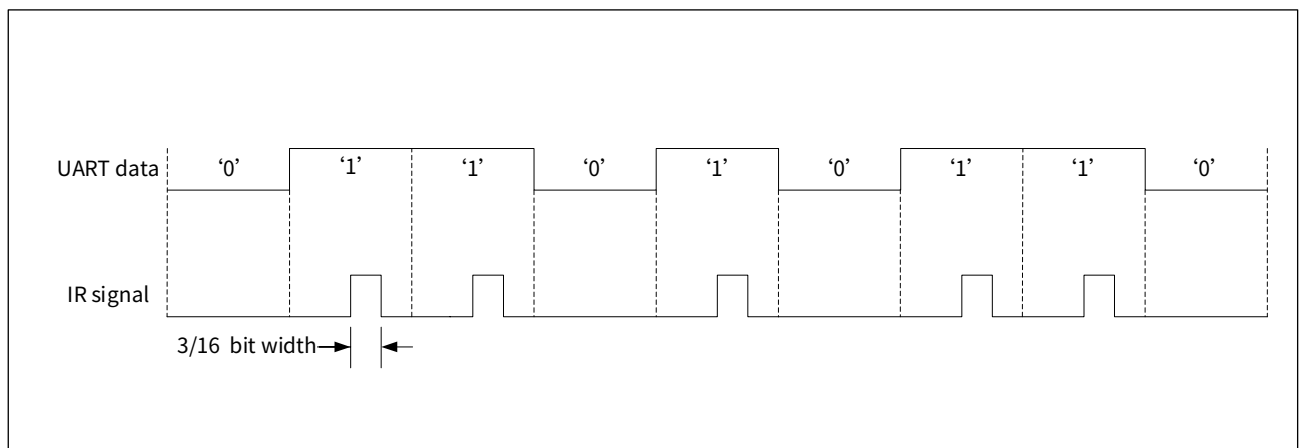 UART data ‘0’ ‘1’ ‘1’ ‘0’ ‘1’ ‘0’ ‘1’ ‘1’ ‘0’
IR signal
3/16 bit width